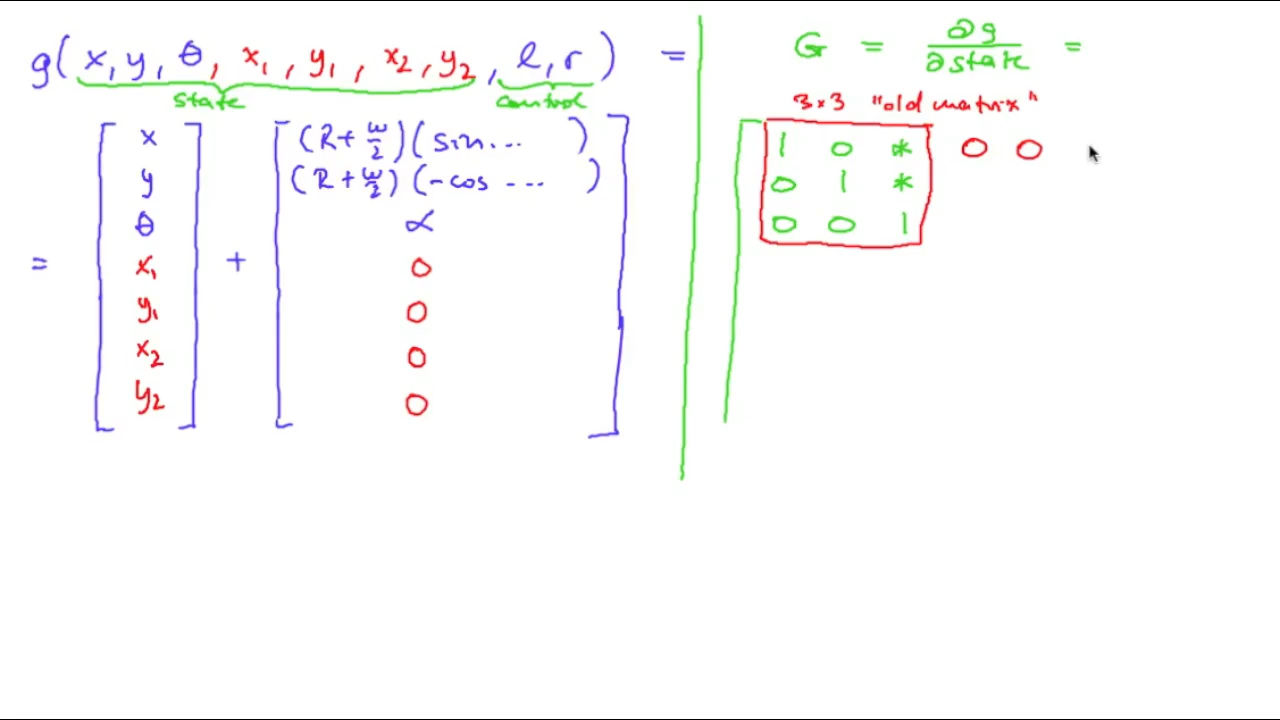 g( x, y, θ, x₁, y₁, x₂, y₂, l, r ) =
state control
= [ x y θ x₁ y₁ x₂ y₂ ] + [ (R + w/2)(sin... ) (R + w/2)(-cos --- ) α 0 0 0 0 ]
G = ∂g/∂state =
3×3 "old matrix"
1 0 * 0 0
0 1 *
0 0 1